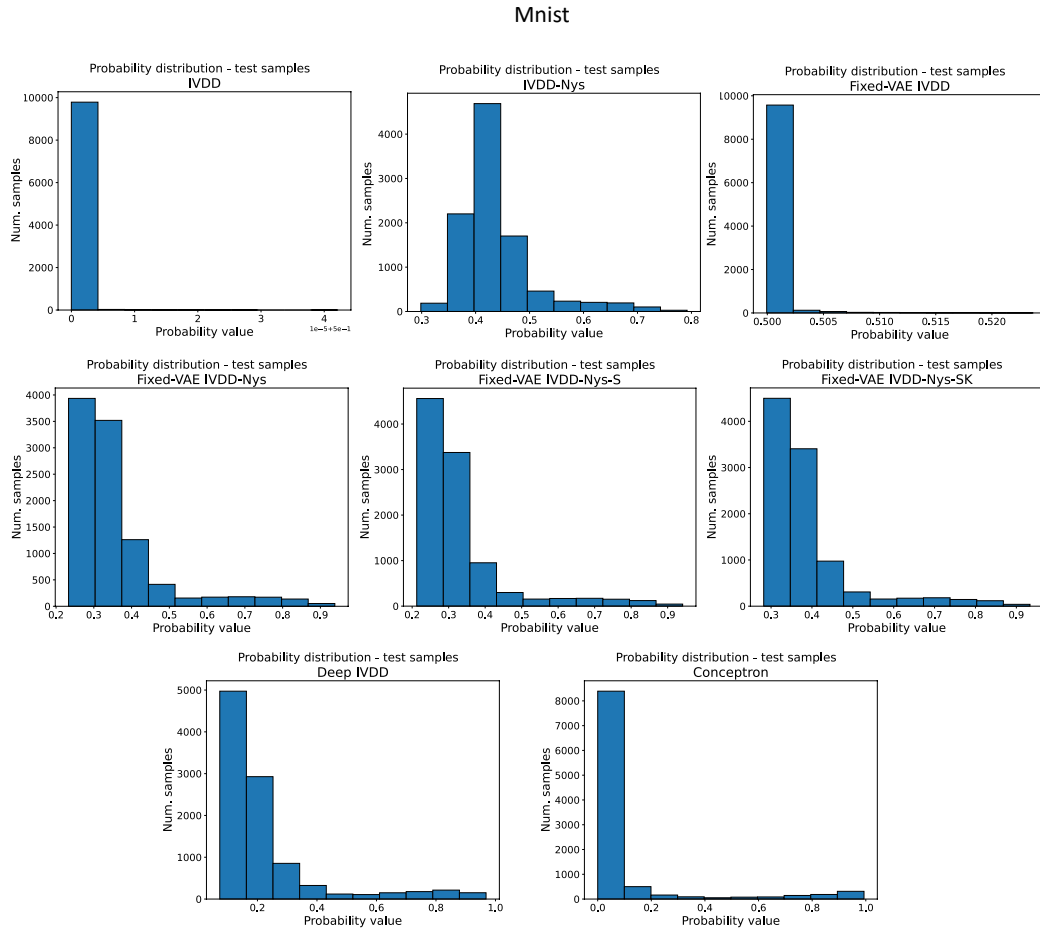 Mnist
Probability distribution - test samples
IVDD
10000
8000
6000
4000
2000
0
Num. samples
0 1 2 3 4
1e-5+5e-1
Probability value
Probability distribution - test samples
IVDD-Nys
4000
3000
2000
1000
0
Num. samples
0.3 0.4 0.5 0.6 0.7 0.8
Probability value
Probability distribution - test samples
Fixed-VAE IVDD
10000
8000
6000
4000
2000
0
Num. samples
0.500 0.505 0.510 0.515 0.520
Probability value
Probability distribution - test samples
Fixed-VAE IVDD-Nys
4000
3500
3000
2500
2000
1500
1000
500
0
Num. samples
0.2 0.3 0.4 0.5 0.6 0.7 0.8 0.9
Probability value
Probability distribution - test samples
Fixed-VAE IVDD-Nys-S
4000
3000
2000
1000
0
Num. samples
0.2 0.3 0.4 0.5 0.6 0.7 0.8 0.9
Probability value
Probability distribution - test samples
Fixed-VAE IVDD-Nys-SK
4000
3000
2000
1000
0
Num. samples
0.3 0.4 0.5 0.6 0.7 0.8 0.9
Probability value
Probability distribution - test samples
Deep IVDD
5000
4000
3000
2000
1000
0
Num. samples
0.2 0.4 0.6 0.8 1.0
Probability value
Probability distribution - test samples
Conceptron
8000
7000
6000
5000
4000
3000
2000
1000
0
Num. samples
0.0 0.2 0.4 0.6 0.8 1.0
Probability value